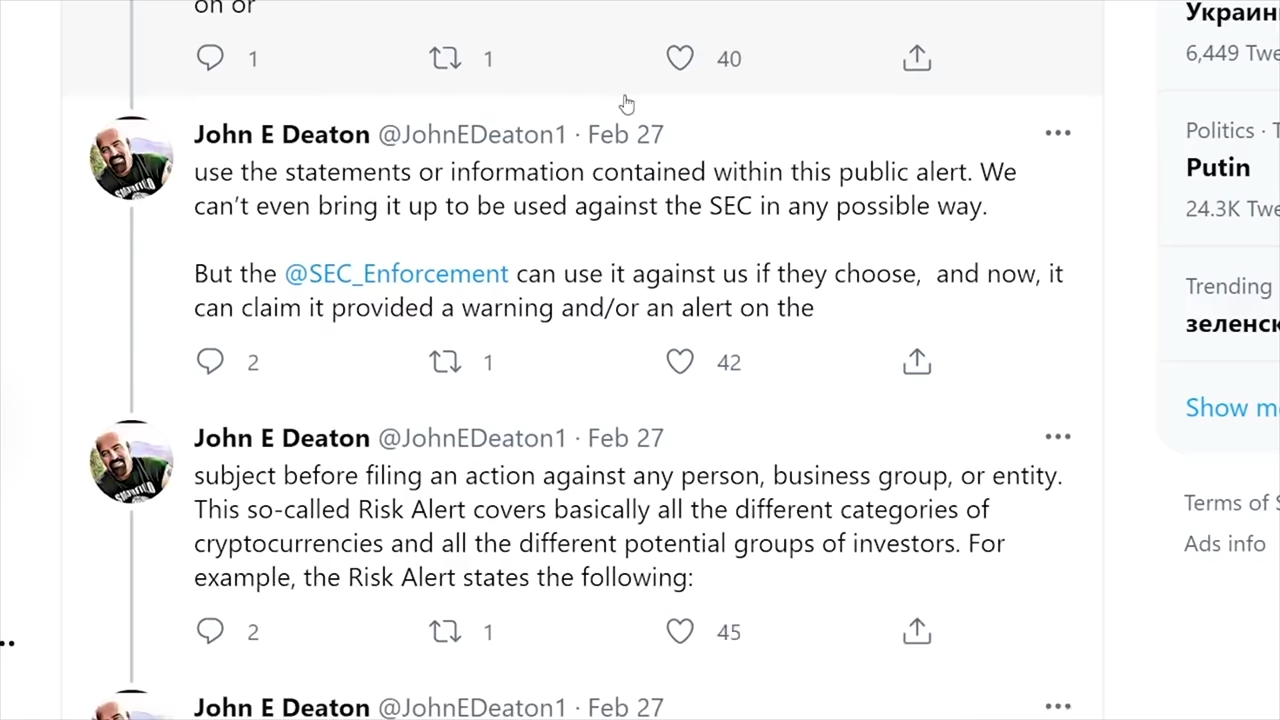 on or
1 1 40
John E Deaton @JohnEDeaton1 · Feb 27
use the statements or information contained within this public alert. We
can’t even bring it up to be used against the SEC in any possible way.
But the @SEC_Enforcement can use it against us if they choose,  and now, it
can claim it provided a warning and/or an alert on the
2 1 42
John E Deaton @JohnEDeaton1 · Feb 27
subject before filing an action against any person, business group, or entity.
This so-called Risk Alert covers basically all the different categories of
cryptocurrencies and all the different potential groups of investors. For
example, the Risk Alert states the following:
2 1 45
John E Deaton @JohnEDeaton1 · Feb 27
6,449
Politics ·
Putin
24.3K
Trending
Show
Terms of
Ads info